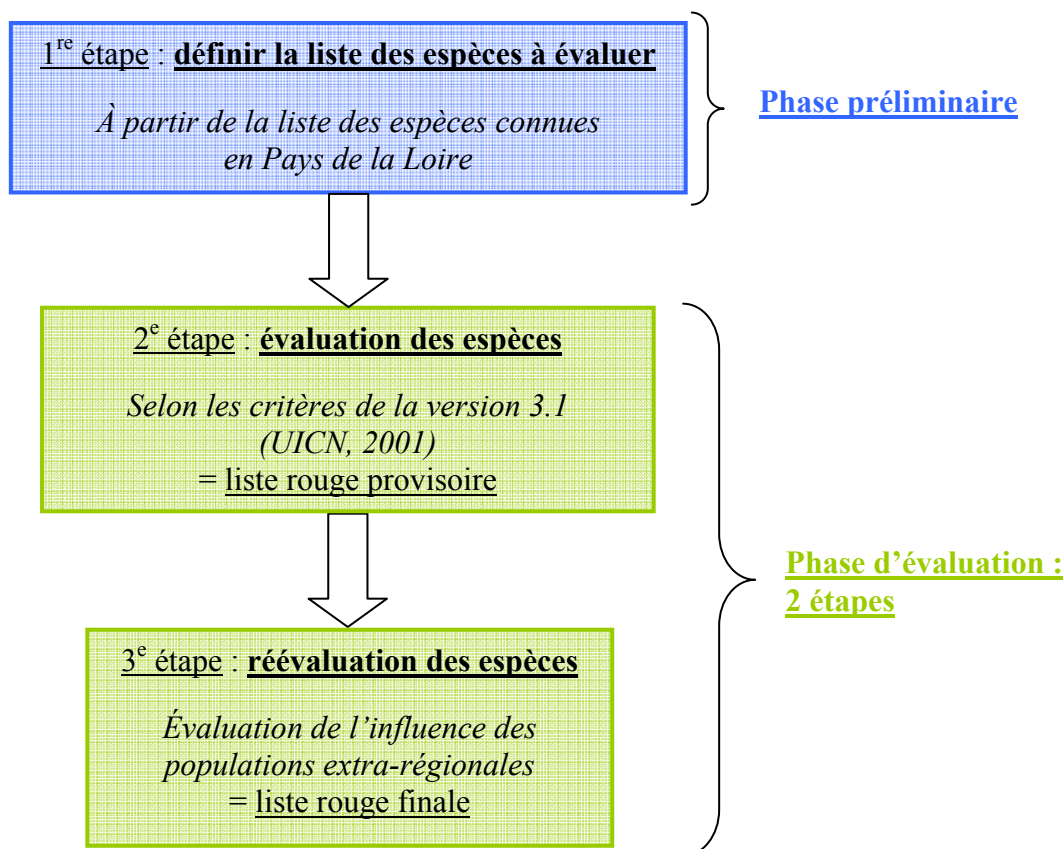 1re étape : définir la liste des espèces à évaluer
À partir de la liste des espèces connues
en Pays de la Loire
Phase préliminaire
2e étape : évaluation des espèces
Selon les critères de la version 3.1
(UICN, 2001)
= liste rouge provisoire
Phase d’évaluation :
2 étapes
3e étape : réévaluation des espèces
Évaluation de l’influence des
populations extra-régionales
= liste rouge finale